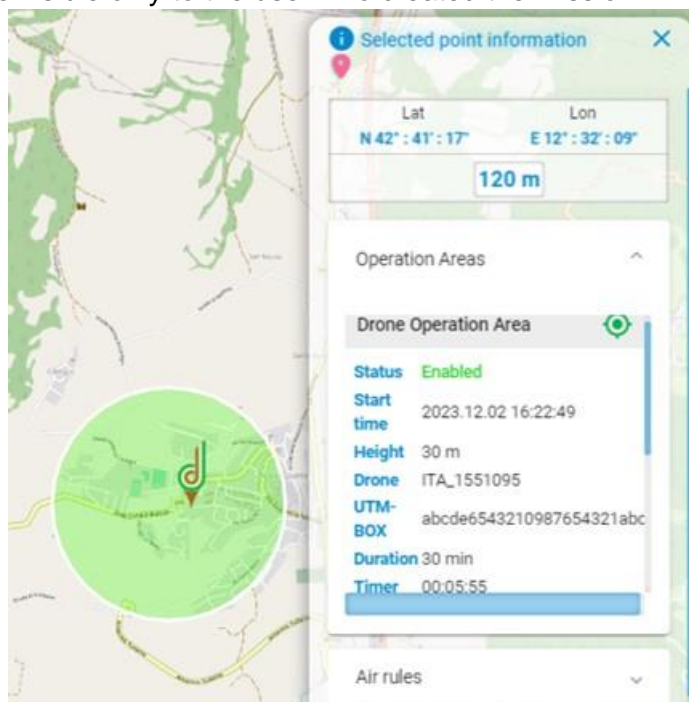 Selected point information
Lat Lon
N 42° : 41' : 17" E 12° : 32' : 09"
120 m
Operation Areas
Drone Operation Area
Status Enabled
Start time 2023.12.02 16:22:49
Height 30 m
Drone ITA_1551095
UTM-BOX abcde6543210987654321abc
Duration 30 min
Timer 00:05:55
Air rules